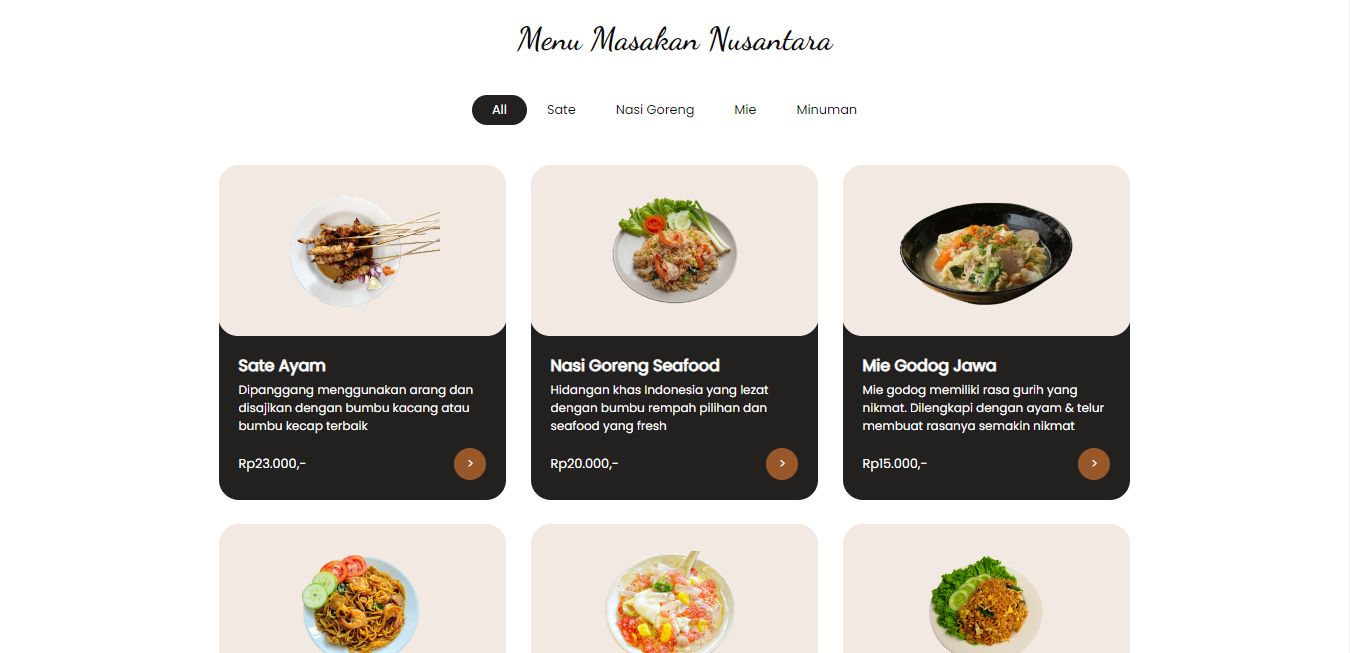 Menu Masakan Nusantara
All
Sate
Nasi Goreng
Mie
Minuman
Sate Ayam
Dipanggang menggunakan arang dan
disajikan dengan bumbu kacang atau
bumbu kecap terbaik
Rp23.000,-
Nasi Goreng Seafood
Hidangan khas Indonesia yang lezat
dengan bumbu rempah pilihan dan
seafood yang fresh
Rp20.000,-
Mie Godog Jawa
Mie godog memiliki rasa gurih yang
nikmat. Dilengkapi dengan ayam & telur
membuat rasanya semakin nikmat
Rp15.000,-